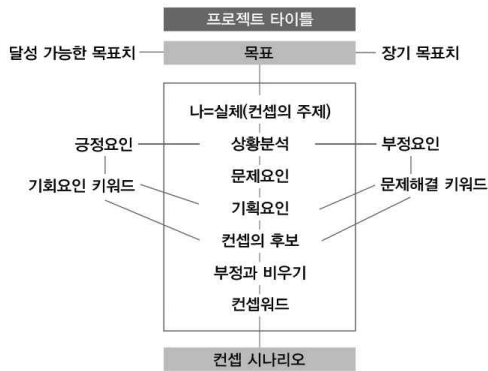 프로젝트 타이틀
달성 가능한 목표치 목표 장기 목표치
나=실체(컨셉의 주제)
긍정요인 상황분석 부정요인
문제요인
기회요인 키워드 문제해결 키워드
기획요인
컨셉의 후보
부정과 비우기
컨셉워드
컨셉 시나리오